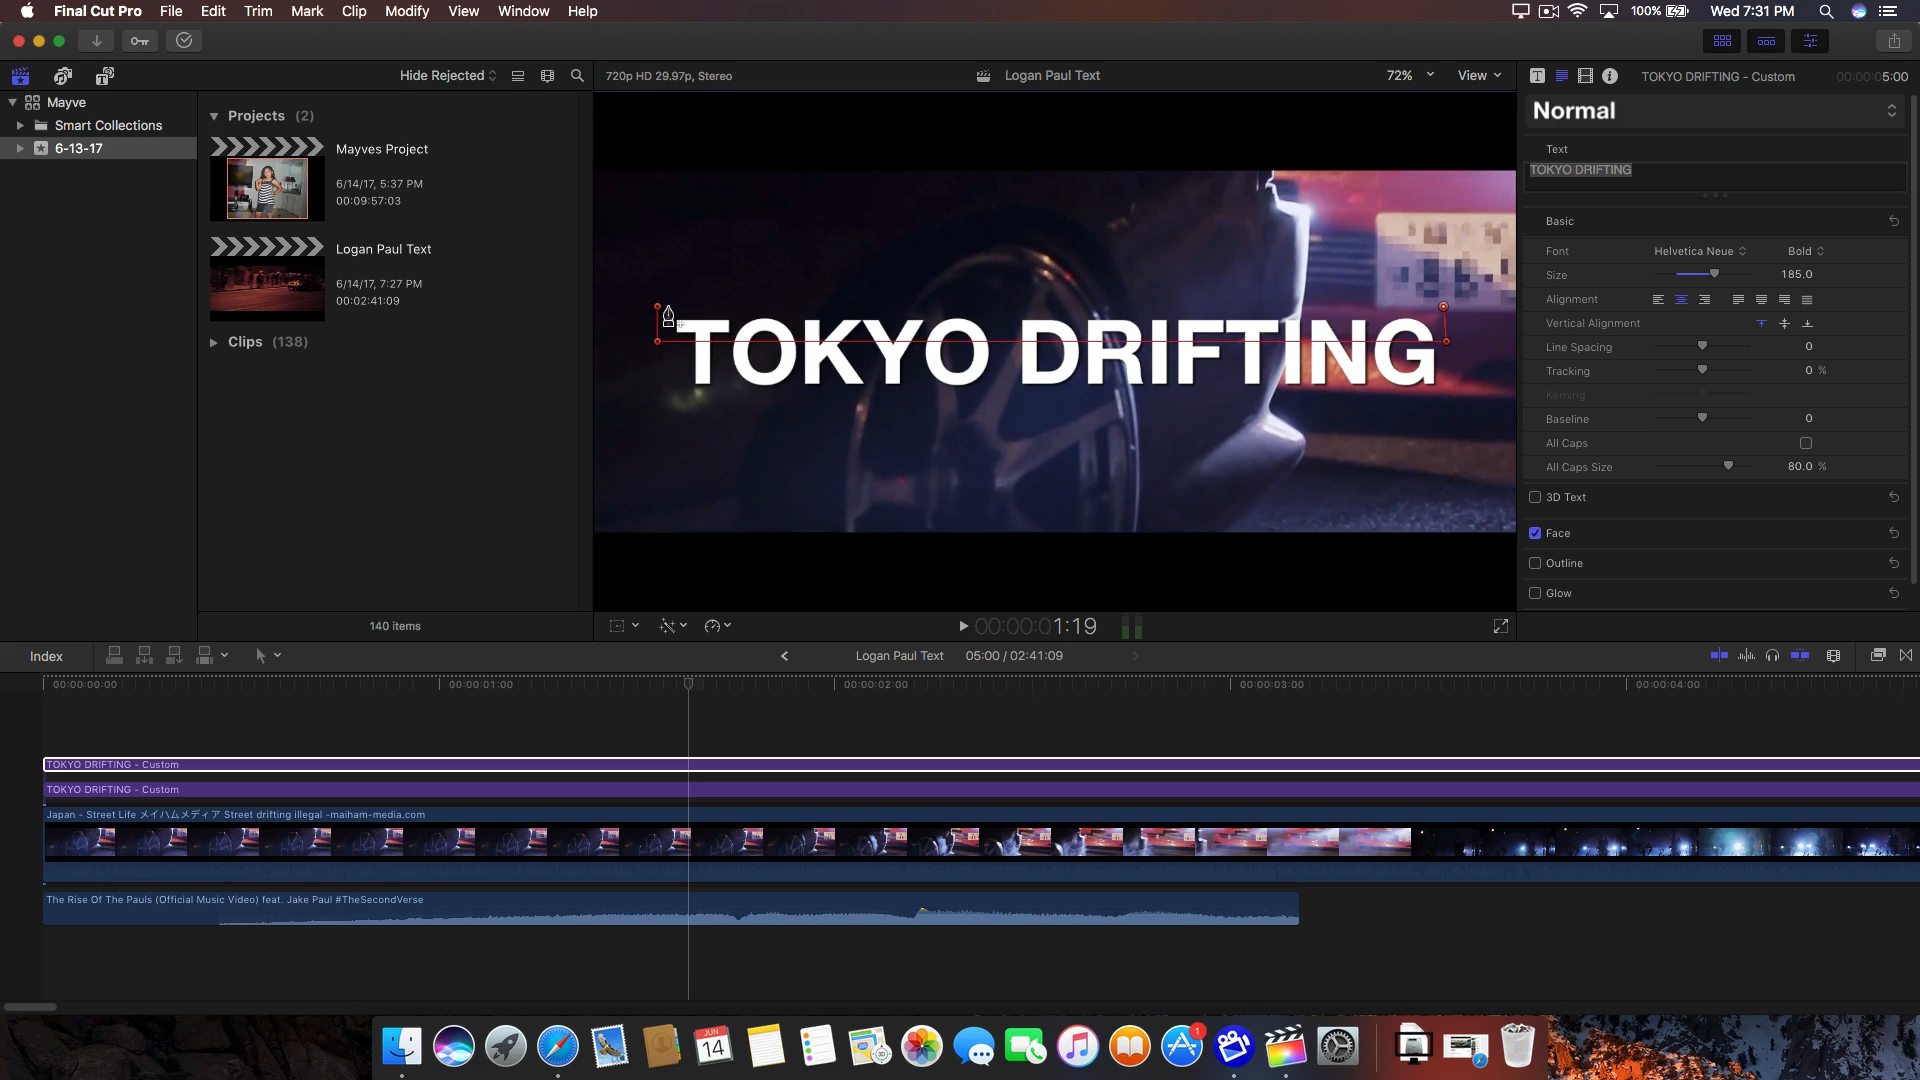 Final Cut Pro File Edit Trim Mark Clip Modify View Window Help
100% Wed 7:31 PM
Hide Rejected
720p HD 29.97p, Stereo
Logan Paul Text
72% View
TOKYO DRIFTING - Custom
00:00:05:00
Mayve
Smart Collections
6-13-17
Projects (2)
Mayves Project
6/14/17, 5:37 PM
00:09:57:03
Logan Paul Text
6/14/17, 7:27 PM
00:02:41:09
Clips (138)
140 items
TOKYO DRIFTING
00:00:01:19
Normal
Text
TOKYO DRIFTING
Basic
Font Helvetica Neue Bold
Size 185.0
Alignment
Vertical Alignment
Line Spacing 0
Tracking 0 %
Kerning
Baseline 0
All Caps
All Caps Size 80.0 %
3D Text
Face
Outline
Glow
Index
Logan Paul Text 05:00 / 02:41:09
00:00:00:00 00:00:01:00 00:00:02:00 00:00:03:00 00:00:04:00
TOKYO DRIFTING - Custom
TOKYO DRIFTING - Custom
Japan - Street Life メイハムメディア Street drifting illegal -maiham-media.com
The Rise Of The Pauls (Official Music Video) feat. Jake Paul #TheSecondVerse
JUN
14
1